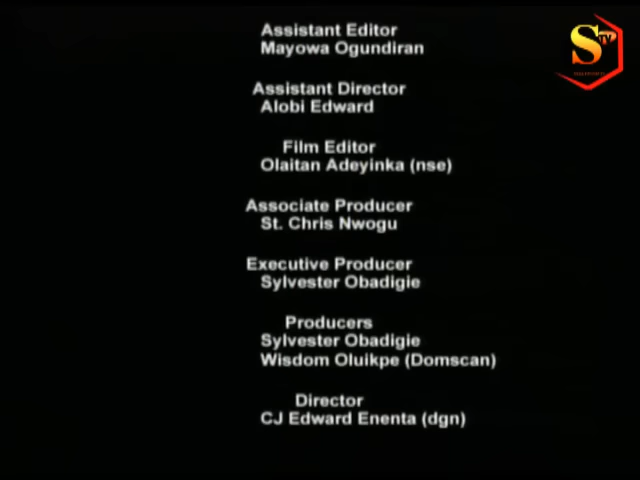 Assistant Editor
Mayowa Ogundiran
Assistant Director
Alobi Edward
Film Editor
Olaitan Adeyinka (nse)
Associate Producer
St. Chris Nwogu
Executive Producer
Sylvester Obadigie
Producers
Sylvester Obadigie
Wisdom Oluikpe (Domscan)
Director
CJ Edward Enenta (dgn)
S TV